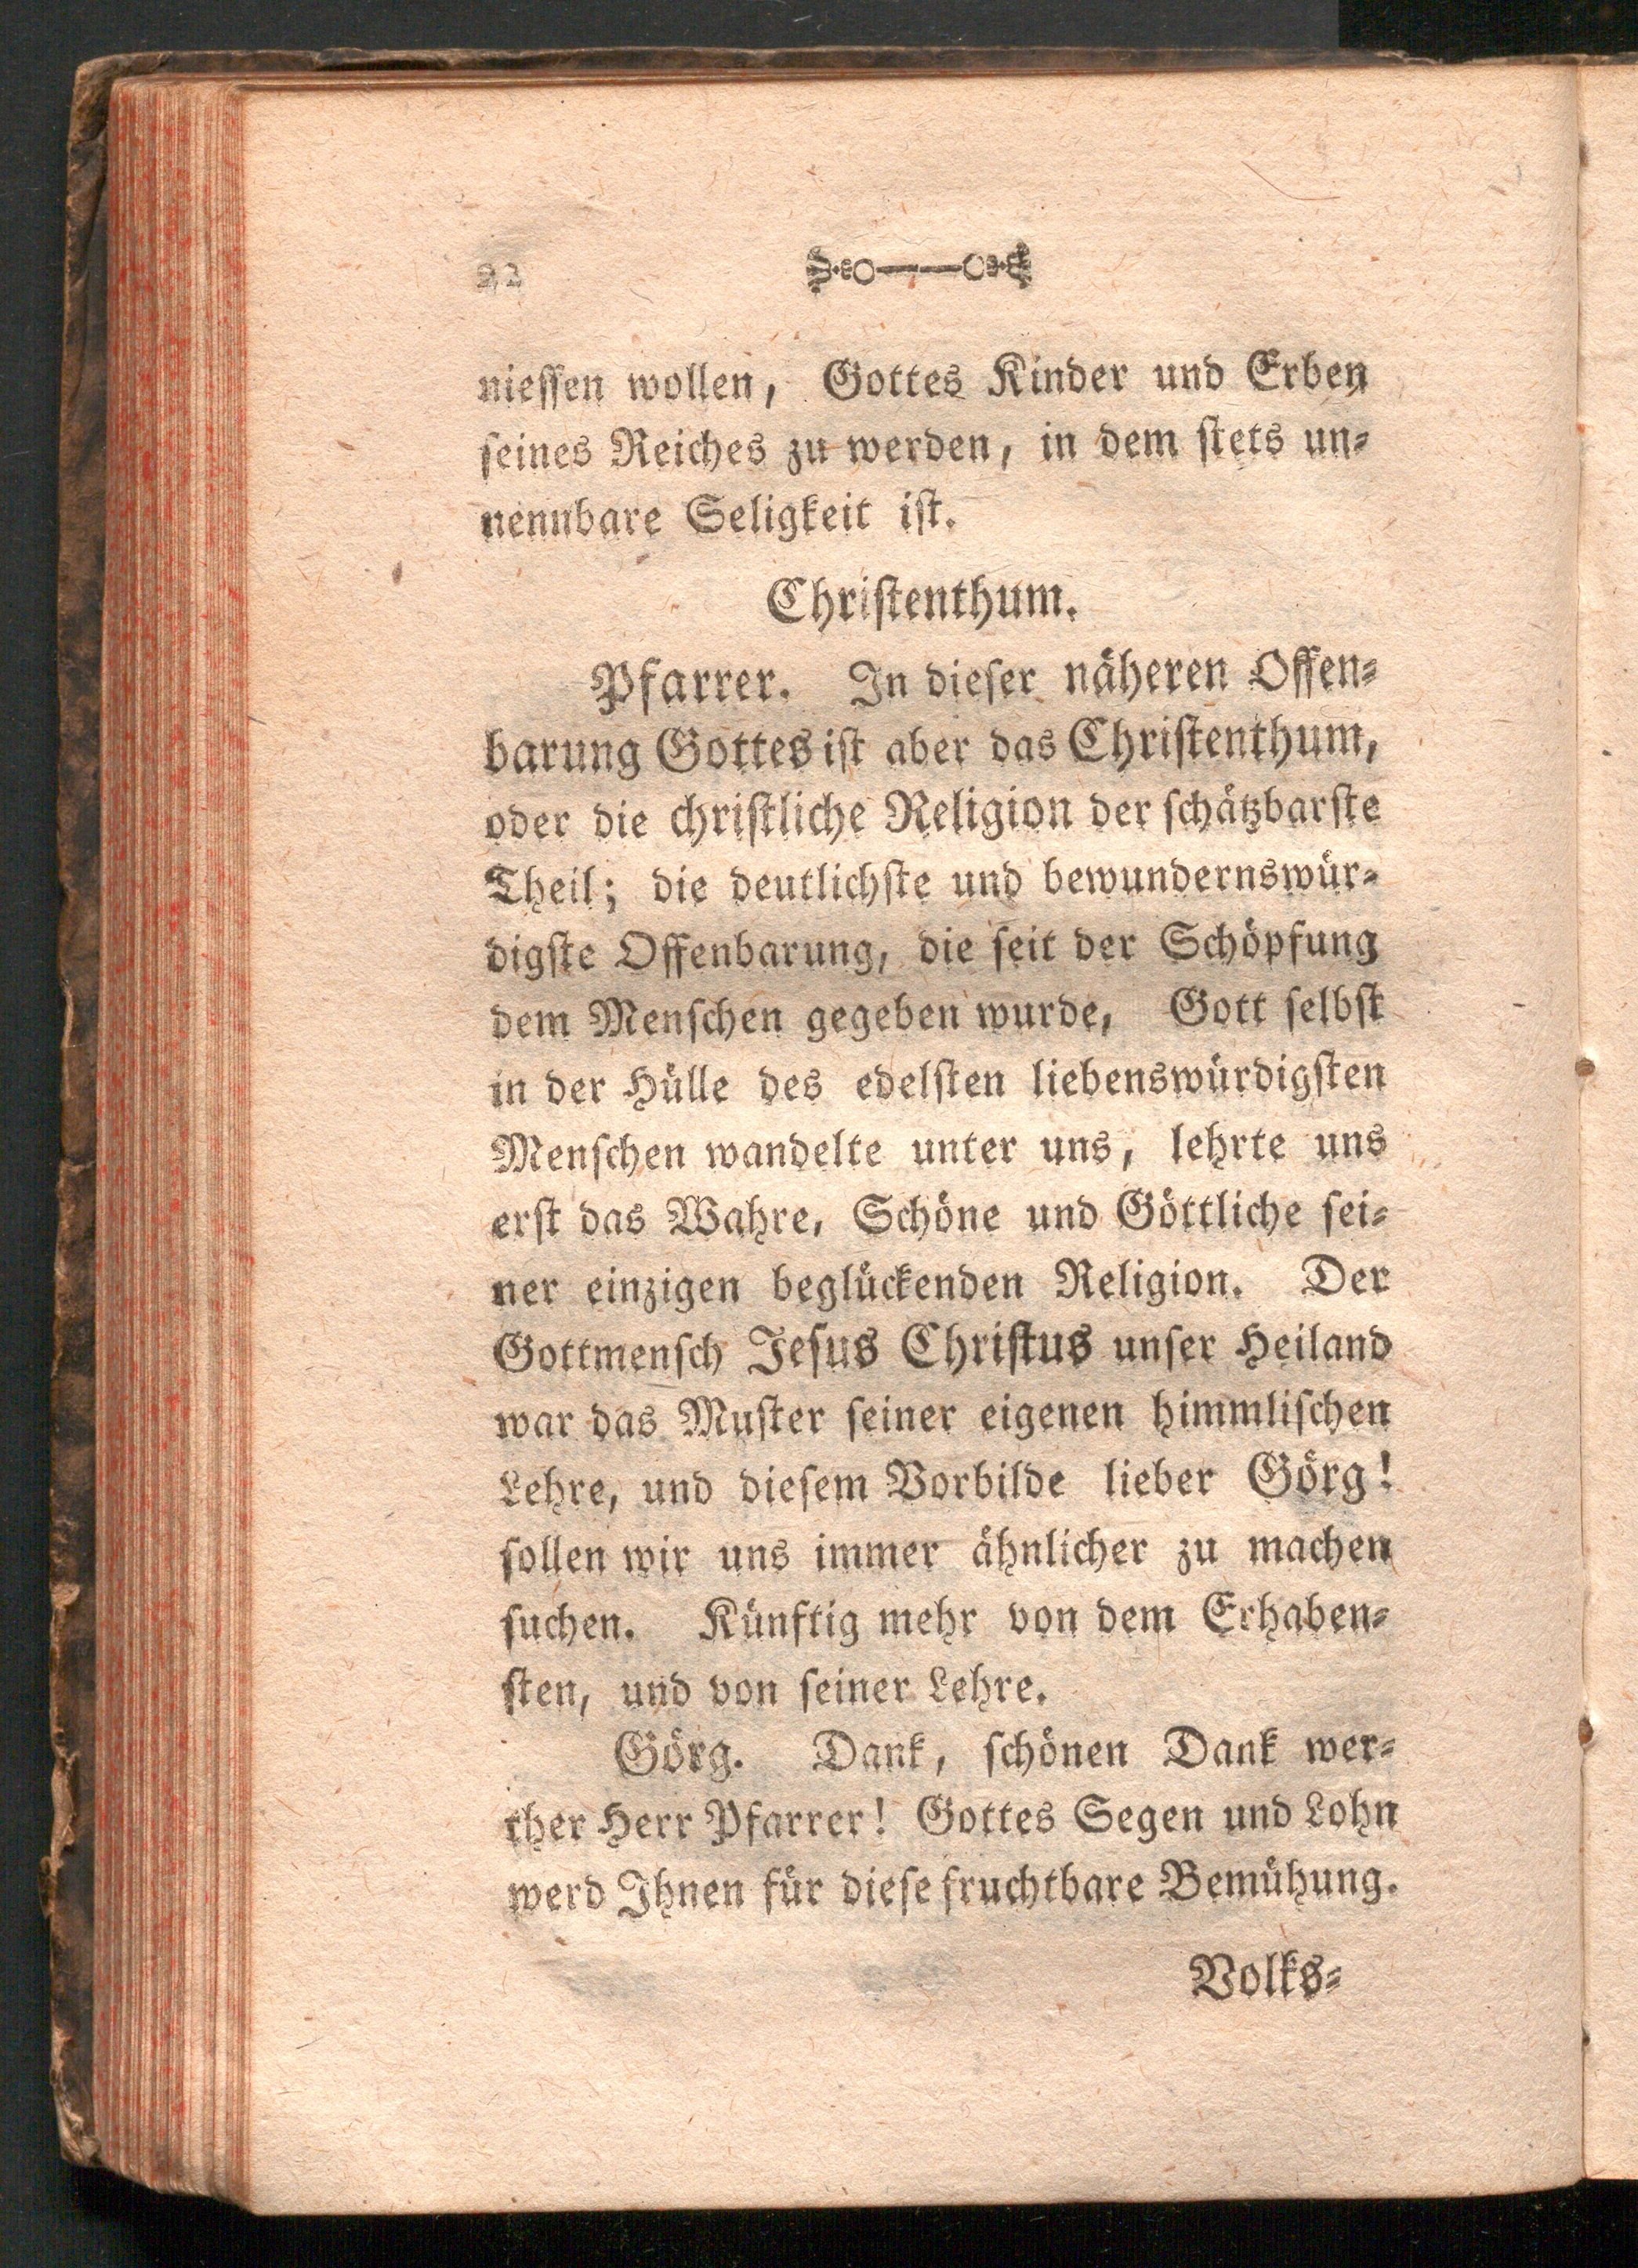 22
niessen wollen, Gottes Kinder und Erben
seines Reiches zu werden, in dem stets un⸗
nennbare Seligkeit ist.
Christenthum.
Pfarrer. In dieser näheren Offen⸗
barung Gottes ist aber das Christenthum,
oder die christliche Religion der schätzbarste
Theil; die deutlichste und bewundernswür⸗
digste Offenbarung, die seit der Schöpfung
dem Menschen gegeben wurde, Gott selbst
in der Hülle des edelsten liebenswürdigsten
Menschen wandelte unter uns, lehrte uns
erst das Wahre, Schöne und Göttliche sei⸗
ner einzigen beglückenden Religion. Der
Gottmensch Jesus Christus unser Heiland
war das Muster seiner eigenen himmlischen
Lehre, und diesem Vorbilde lieber Görg!
sollen wir uns immer ähnlicher zu machen
suchen. Künftig mehr von dem Erhaben⸗
sten, und von seiner Lehre.
Görg. Dank, schönen Dank wer⸗
ther Herr Pfarrer! Gottes Segen und Lohn
werd Ihnen für diese fruchtbare Bemühung.
Volks⸗